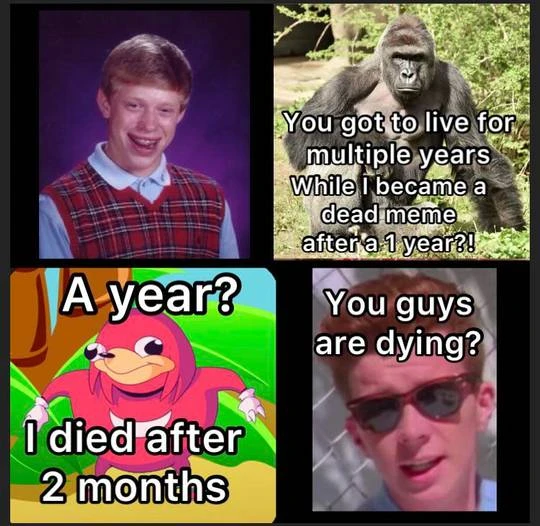 You got to live for
multiple years
While I became a
dead meme
after a 1 year?!
A year?
I died after
2 months
You guys
are dying?